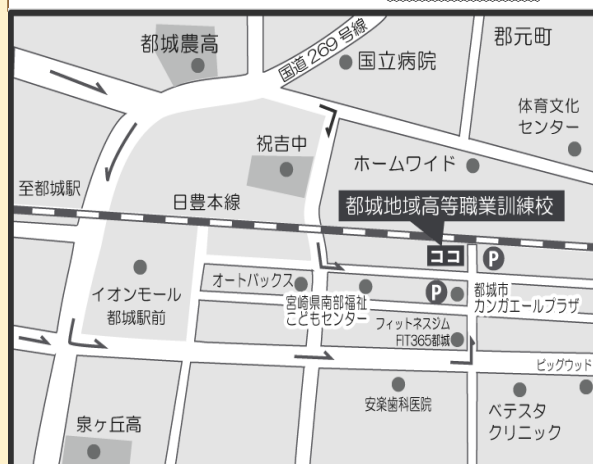 都城農高
国道269号線
国立病院
郡元町
体育文化
センター
祝吉中
ホームワイド
至都城駅
日豊本線
都城地域高等職業訓練校
ココ
P
オートバックス
イオンモール
都城駅前
宮崎県南部福祉
こどもセンター
P
都城市
カンガエールプラザ
フィットネスジム
FIT365都城
ビッグウッド
安楽歯科医院
ベテスタ
クリニック
泉ヶ丘高